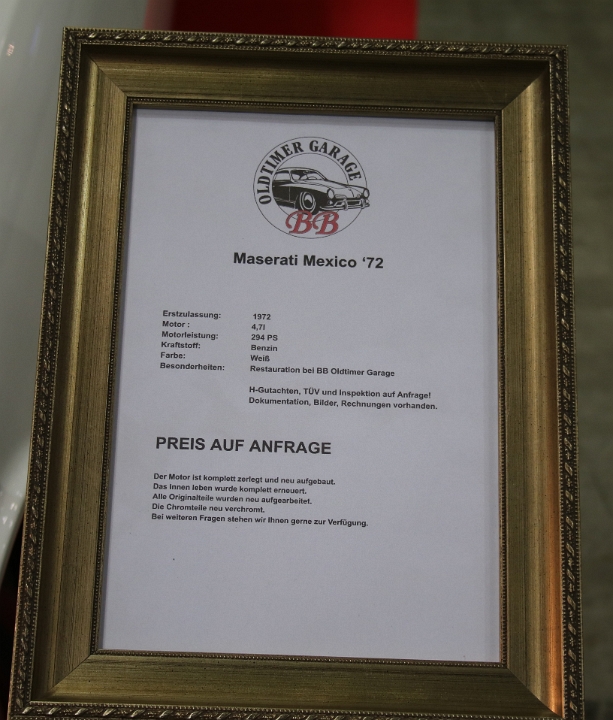 OLDTIMER GARAGE
BB
Maserati Mexico ‘72
Erstzulassung: 1972
Motor : 4,7l
Motorleistung: 294 PS
Kraftstoff: Benzin
Farbe: Weiß
Besonderheiten: Restauration bei BB Oldtimer Garage
H-Gutachten, TÜV und Inspektion auf Anfrage!
Dokumentation, Bilder, Rechnungen vorhanden.
PREIS AUF ANFRAGE
Der Motor ist komplett zerlegt und neu aufgebaut.
Das Innen leben wurde komplett erneuert.
Alle Originalteile wurden neu aufgearbeitet.
Die Chromteile neu verchromt.
Bei weiteren Fragen stehen wir Ihnen gerne zur Verfügung.